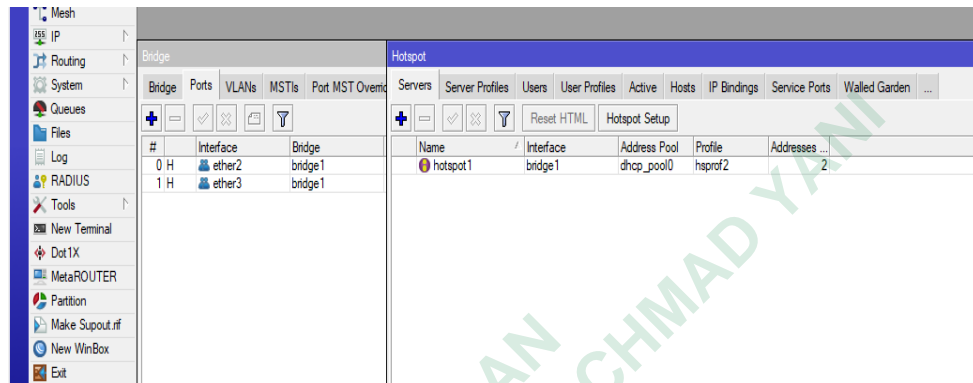 Mesh
IP
Routing
System
Queues
Files
Log
RADIUS
Tools
New Terminal
Dot1X
MetaROUTER
Partition
Make Supout.rif
New WinBox
Exit
Bridge
Bridge Ports VLANs MSTIs Port MST Overrid
# Interface Bridge
0 H ether2 bridge1
1 H ether3 bridge1
Hotspot
Servers Server Profiles Users User Profiles Active Hosts IP Bindings Service Ports Walled Garden ...
Reset HTML Hotspot Setup
Name Interface Address Pool Profile Addresses ...
hotspot1 bridge1 dhcp_pool0 hsprof2 2
CHMAD YANI
AN